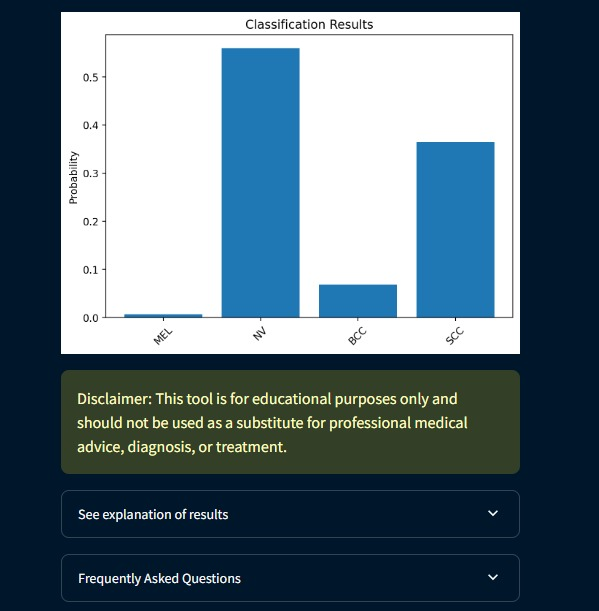 Classification Results
Probability
0.5
0.4
0.3
0.2
0.1
0.0
MEL
NV
BCC
SCC
Disclaimer: This tool is for educational purposes only and
should not be used as a substitute for professional medical
advice, diagnosis, or treatment.
See explanation of results
Frequently Asked Questions